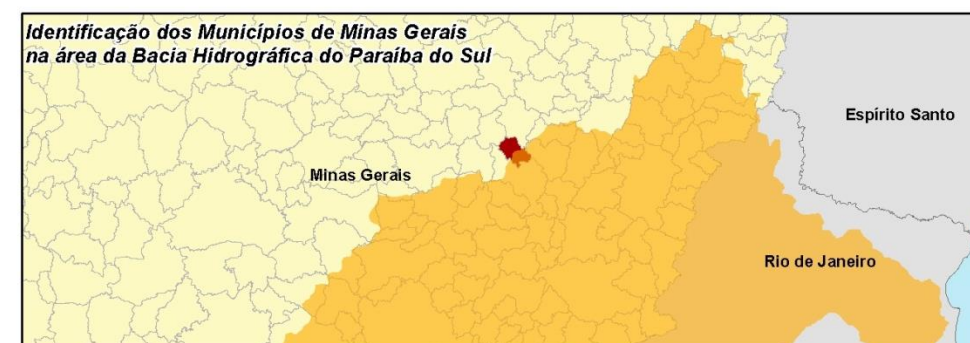 Identificação dos Municípios de Minas Gerais
na área da Bacia Hidrográfica do Paraíba do Sul
Espírito Santo
Minas Gerais
Rio de Janeiro